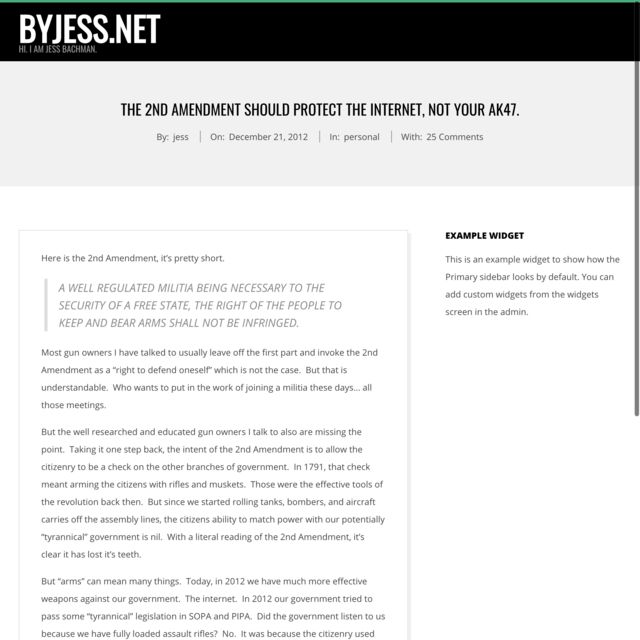 BYJESS.NET
HI. I AM JESS BACHMAN.
THE 2ND AMENDMENT SHOULD PROTECT THE INTERNET, NOT YOUR AK47.
By: jess On: December 21, 2012 In: personal With: 25 Comments
Here is the 2nd Amendment, it's pretty short.
A WELL REGULATED MILITIA BEING NECESSARY TO THE
SECURITY OF A FREE STATE, THE RIGHT OF THE PEOPLE TO
KEEP AND BEAR ARMS SHALL NOT BE INFRINGED.
Most gun owners I have talked to usually leave off the first part and invoke the 2nd
Amendment as a “right to defend oneself” which is not the case. But that is
understandable. Who wants to put in the work of joining a militia these days… all
those meetings.
But the well researched and educated gun owners I talk to also are missing the
point. Taking it one step back, the intent of the 2nd Amendment is to allow the
citizenry to be a check on the other branches of government. In 1791, that check
meant arming the citizens with rifles and muskets. Those were the effective tools of
the revolution back then. But since we started rolling tanks, bombers, and aircraft
carries off the assembly lines, the citizens ability to match power with our potentially
“tyrannical” government is nil. With a literal reading of the 2nd Amendment, it's
clear it has lost it's teeth.
But “arms” can mean many things. Today, in 2012 we have much more effective
weapons against our government. The internet. In 2012 our government tried to
pass some “tyrannical” legislation in SOPA and PIPA. Did the government listen to us
because we have fully loaded assault rifles? No. It was because the citizenry used
EXAMPLE WIDGET
This is an example widget to show how the
Primary sidebar looks by default. You can
add custom widgets from the widgets
screen in the admin.